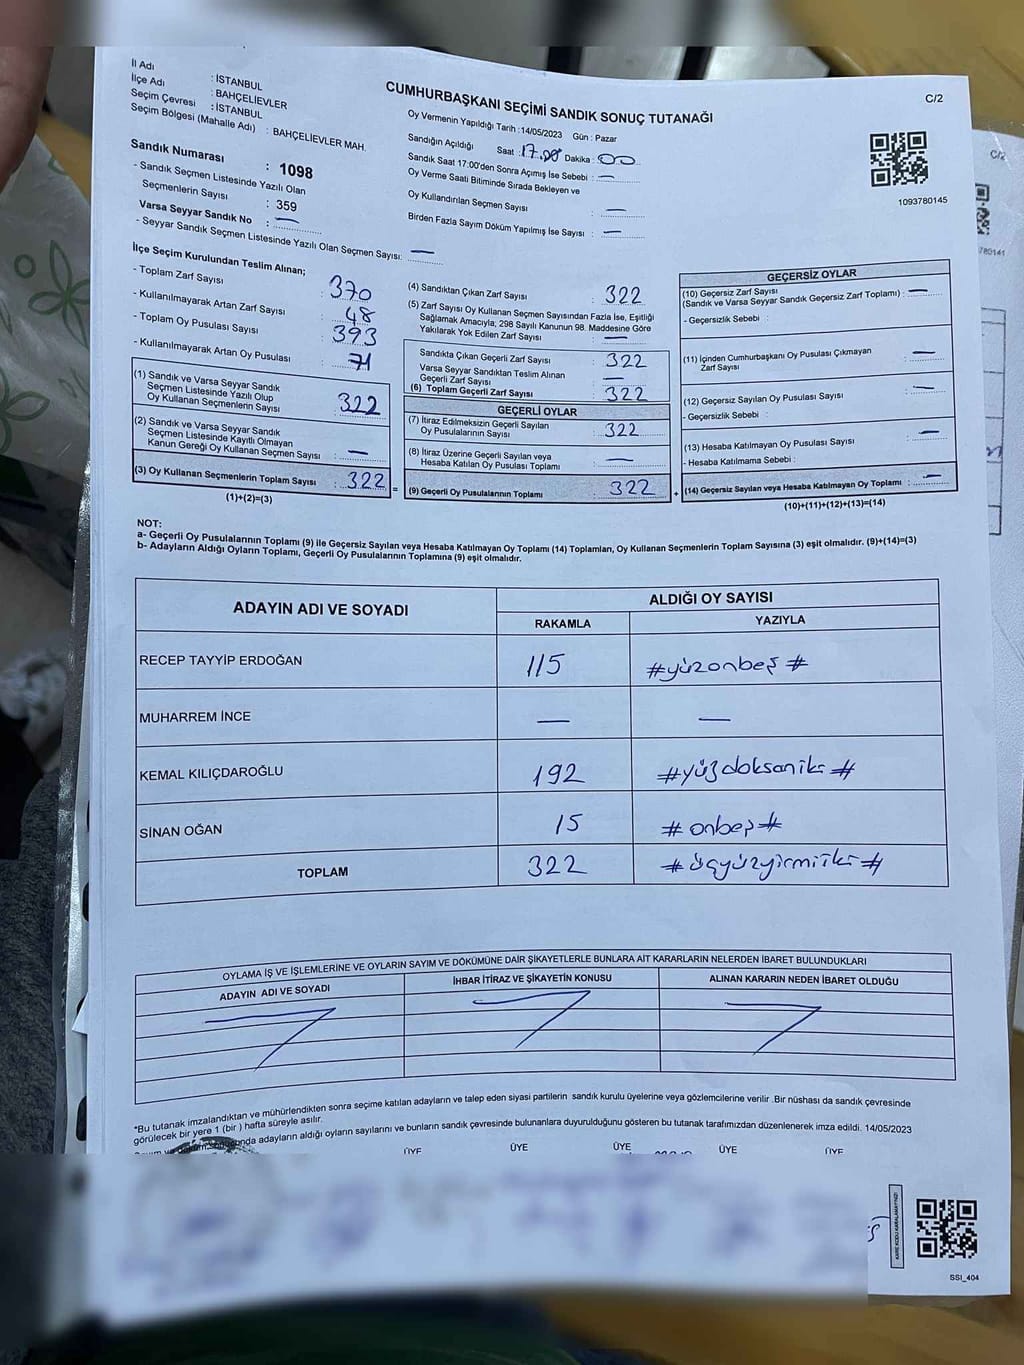 C/2
CUMHURBAŞKANI SEÇİMİ SANDIK SONUÇ TUTANAĞI
İl Adı : İSTANBUL
İlçe Adı : BAHÇELİEVLER
Seçim Çevresi : İSTANBUL
Seçim Bölgesi (Mahalle Adı) : BAHÇELİEVLER MAH.
Sandık Numarası : 1098
- Sandık Seçmen Listesinde Yazılı Olan
Seçmenlerin Sayısı : 359
Varsa Seyyar Sandık No : —
- Seyyar Sandık Seçmen Listesinde Yazılı Olan Seçmen Sayısı: —
Oy Vermenin Yapıldığı Tarih :14/05/2023 Gün : Pazar
Sandığın Açıldığı Saat : 17.00 Dakika : 00
Sandık Saat 17:00'den Sonra Açımış İse Sebebi : —
Oy Verme Saati Bitiminde Sırada Bekleyen ve
Oy Kullandırılan Seçmen Sayısı : —
Birden Fazla Sayım Döküm Yapılmış İse Sayısı : —
1093780145
İlçe Seçim Kurulundan Teslim Alınan;
- Toplam Zarf Sayısı : 370
- Kullanılmayarak Artan Zarf Sayısı : 48
- Toplam Oy Pusulası Sayısı : 393
- Kullanılmayarak Artan Oy Pusulası : 71
(1) Sandık ve Varsa Seyyar Sandık
Seçmen Listesinde Yazılı Olup
Oy Kullanan Seçmenlerin Sayısı : 322
(2) Sandık ve Varsa Seyyar Sandık
Seçmen Listesinde Kayıtlı Olmayan
Kanun Gereği Oy Kullanan Seçmen Sayısı : —
(3) Oy Kullanan Seçmenlerin Toplam Sayısı : 322 =
(1)+(2)=(3)
(4) Sandıktan Çıkan Zarf Sayısı : 322
(5) Zarf Sayısı Oy Kullanan Seçmen Sayısından Fazla İse, Eşitliği
Sağlamak Amacıyla, 298 Sayılı Kanunun 98. Maddesine Göre
Yakılarak Yok Edilen Zarf Sayısı : —
Sandıkta Çıkan Geçerli Zarf Sayısı : 322
Varsa Seyyar Sandıktan Teslim Alınan
Geçerli Zarf Sayısı : —
(6) Toplam Geçerli Zarf Sayısı : 322
GEÇERLİ OYLAR
(7) İtiraz Edilmeksizin Geçerli Sayılan
Oy Pusulalarının Sayısı : 322
(8) İtiraz Üzerine Geçerli Sayılan veya
Hesaba Katılan Oy Pusulası Toplamı : —
(9) Geçerli Oy Pusulalarının Toplamı : 322 +
GEÇERSİZ OYLAR
(10) Geçersiz Zarf Sayısı
(Sandık ve Varsa Seyyar Sandık Geçersiz Zarf Toplamı) : —
- Geçersizlik Sebebi :
(11) İçinden Cumhurbaşkanı Oy Pusulası Çıkmayan
Zarf Sayısı : —
(12) Geçersiz Sayılan Oy Pusulası Sayısı : —
- Geçersizlik Sebebi :
(13) Hesaba Katılmayan Oy Pusulası Sayısı : —
- Hesaba Katılmama Sebebi :
(14) Geçersiz Sayılan veya Hesaba Katılmayan Oy Toplamı : —
(10)+(11)+(12)+(13)=(14)
NOT:
a- Geçerli Oy Pusulalarının Toplamı (9) ile Geçersiz Sayılan veya Hesaba Katılmayan Oy Toplamı (14) Toplamları, Oy Kullanan Seçmenlerin Toplam Sayısına (3) eşit olmalıdır. (9)+(14)=(3)
b- Adayların Aldığı Oyların Toplamı, Geçerli Oy Pusulalarının Toplamına (9) eşit olmalıdır.
ADAYIN ADI VE SOYADI ALDIĞI OY SAYISI
RAKAMLA YAZIYLA
RECEP TAYYİP ERDOĞAN 115 #yüzonbeş#
MUHARREM İNCE — —
KEMAL KILIÇDAROĞLU 192 #yüzdoksaniki#
SİNAN OĞAN 15 #onbeş#
TOPLAM 322 #üçyüzyirmiiki#
OYLAMA İŞ VE İŞLEMLERİNE VE OYLARIN SAYIM VE DÖKÜMÜNE DAİR ŞİKAYETLERLE BUNLARA AİT KARARLARIN NELERDEN İBARET BULUNDUKLARI
ADAYIN ADI VE SOYADI İHBAR İTİRAZ VE ŞİKAYETİN KONUSU ALINAN KARARIN NEDEN İBARET OLDUĞU
*Bu tutanak imzalandıktan ve mühürlendikten sonra seçime katılan adayların ve talep eden siyasi partilerin sandık kurulu üyelerine veya gözlemcilerine verilir .Bir nüshası da sandık çevresinde
görülecek bir yere 1 (bir ) hafta süreyle asılır.
adayların aldığı oyların sayılarını ve bunların sandık çevresinde bulunanlara duyurulduğunu gösteren bu tutanak tarafımızdan düzenlenerek imza edildi. 14/05/2023
ÜYE ÜYE ÜYE ÜYE ÜYE
SSI_404